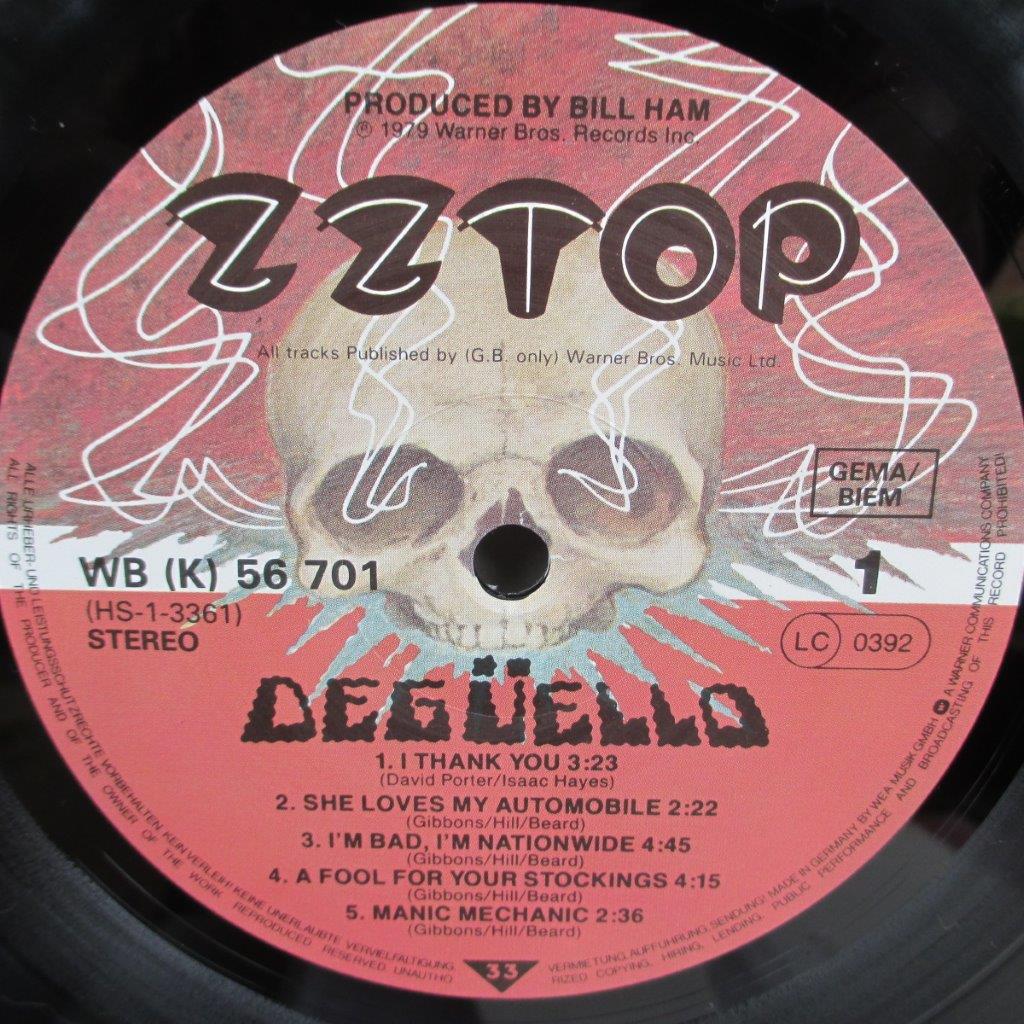 PRODUCED BY BILL HAM
℗ 1979 Warner Bros. Records Inc.
ZZTOP
All tracks Published by (G.B. only) Warner Bros. Music Ltd.
GEMA/
BIEM
WB (K) 56 701
1
(HS-1-3361)
STEREO
LC 0392
DEGÜELLO
1. I THANK YOU 3:23
(David Porter/Isaac Hayes)
2. SHE LOVES MY AUTOMOBILE 2:22
(Gibbons/Hill/Beard)
3. I'M BAD, I'M NATIONWIDE 4:45
(Gibbons/Hill/Beard)
4. A FOOL FOR YOUR STOCKINGS 4:15
(Gibbons/Hill/Beard)
5. MANIC MECHANIC 2:36
(Gibbons/Hill/Beard)
33
ALLE URHEBER- UND LEISTUNGSSCHUTZRECHTE VORBEHALTEN. KEIN VERLEIH! KEINE UNERLAUBTE VERVIELFÄLTIGUNG, VERMIETUNG, AUFFÜHRUNG, SENDUNG! MADE IN GERMANY BY WEA MUSIK GMBH A WARNER COMMUNICATIONS COMPANY
ALL RIGHTS OF THE PRODUCER AND OF THE OWNER OF THE WORK REPRODUCED RESERVED. UNAUTHORIZED COPYING, HIRING, LENDING, PUBLIC PERFORMANCE AND BROADCASTING OF THIS RECORD PROHIBITED!